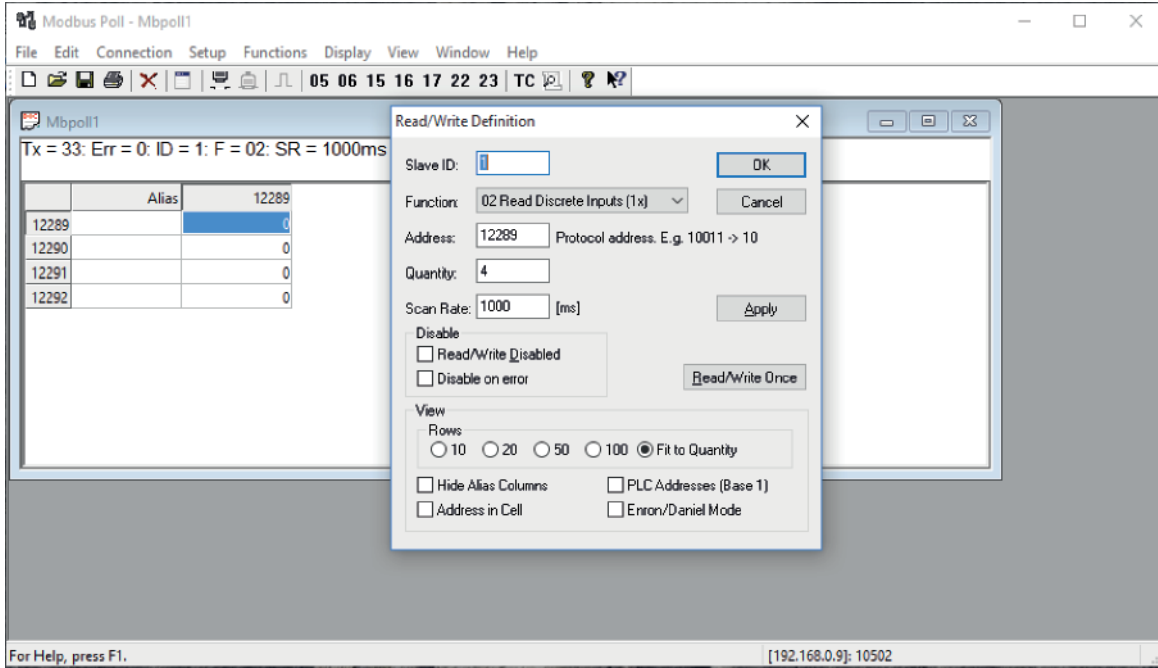 Modbus Poll - Mbpoll1
File Edit Connection Setup Functions Display View Window Help
05 06 15 16 17 22 23 TC
Mbpoll1
Tx = 33: Err = 0: ID = 1: F = 02: SR = 1000ms
Alias 12289
12289 0
12290 0
12291 0
12292 0
Read/Write Definition
Slave ID: 1 OK
Function: 02 Read Discrete Inputs (1x) Cancel
Address: 12289 Protocol address. E.g. 10011 -> 10
Quantity: 4
Scan Rate: 1000 [ms] Apply
Disable
Read/Write Disabled
Disable on error Read/Write Once
View
Rows
10 20 50 100 Fit to Quantity
Hide Alias Columns PLC Addresses (Base 1)
Address in Cell Enron/Daniel Mode
For Help, press F1. [192.168.0.9]: 10502